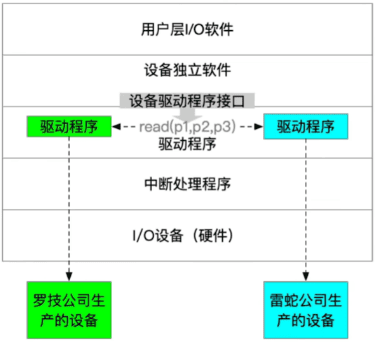 用户层I/O软件
设备独立软件
设备驱动程序接口
驱动程序
read(p1,p2,p3)
驱动程序
驱动程序
中断处理程序
I/O设备（硬件）
罗技公司生
产的设备
雷蛇公司生
产的设备